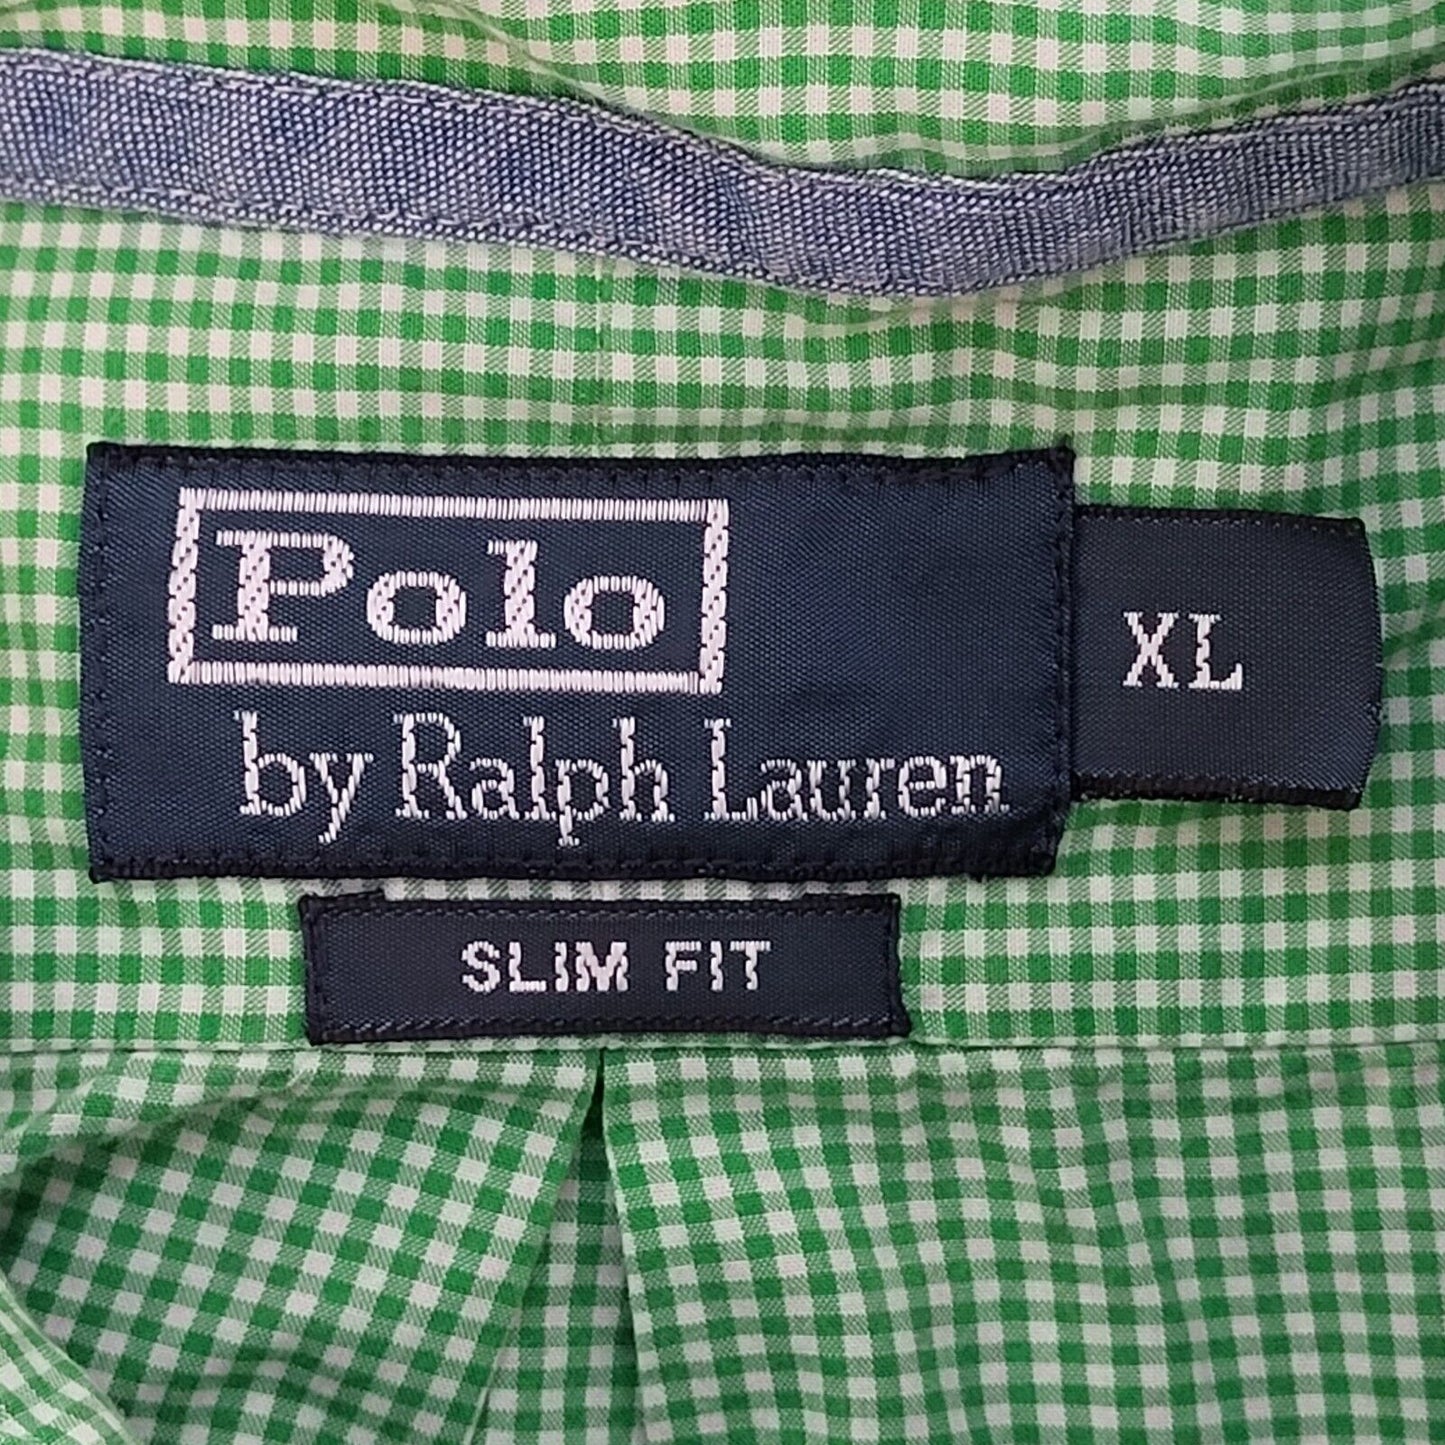 Polo
by Ralph Lauren
XL
SLIM FIT